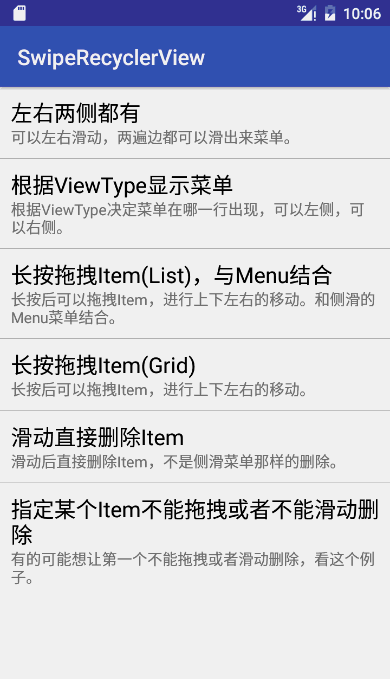 3G 10:06
SwipeRecyclerView
左右两侧都有
可以左右滑动，两遍边都可以滑出来菜单。
根据ViewType显示菜单
根据ViewType决定菜单在哪一行出现，可以左侧，可
以右侧。
长按拖拽Item(List)，与Menu结合
长按后可以拖拽Item，进行上下左右的移动。和侧滑的
Menu菜单结合。
长按拖拽Item(Grid)
长按后可以拖拽Item，进行上下左右的移动。
滑动直接删除Item
滑动后直接删除Item，不是侧滑菜单那样的删除。
指定某个Item不能拖拽或者不能滑动删
除
有的可能想让第一个不能拖拽或者滑动删除，看这个例
子。